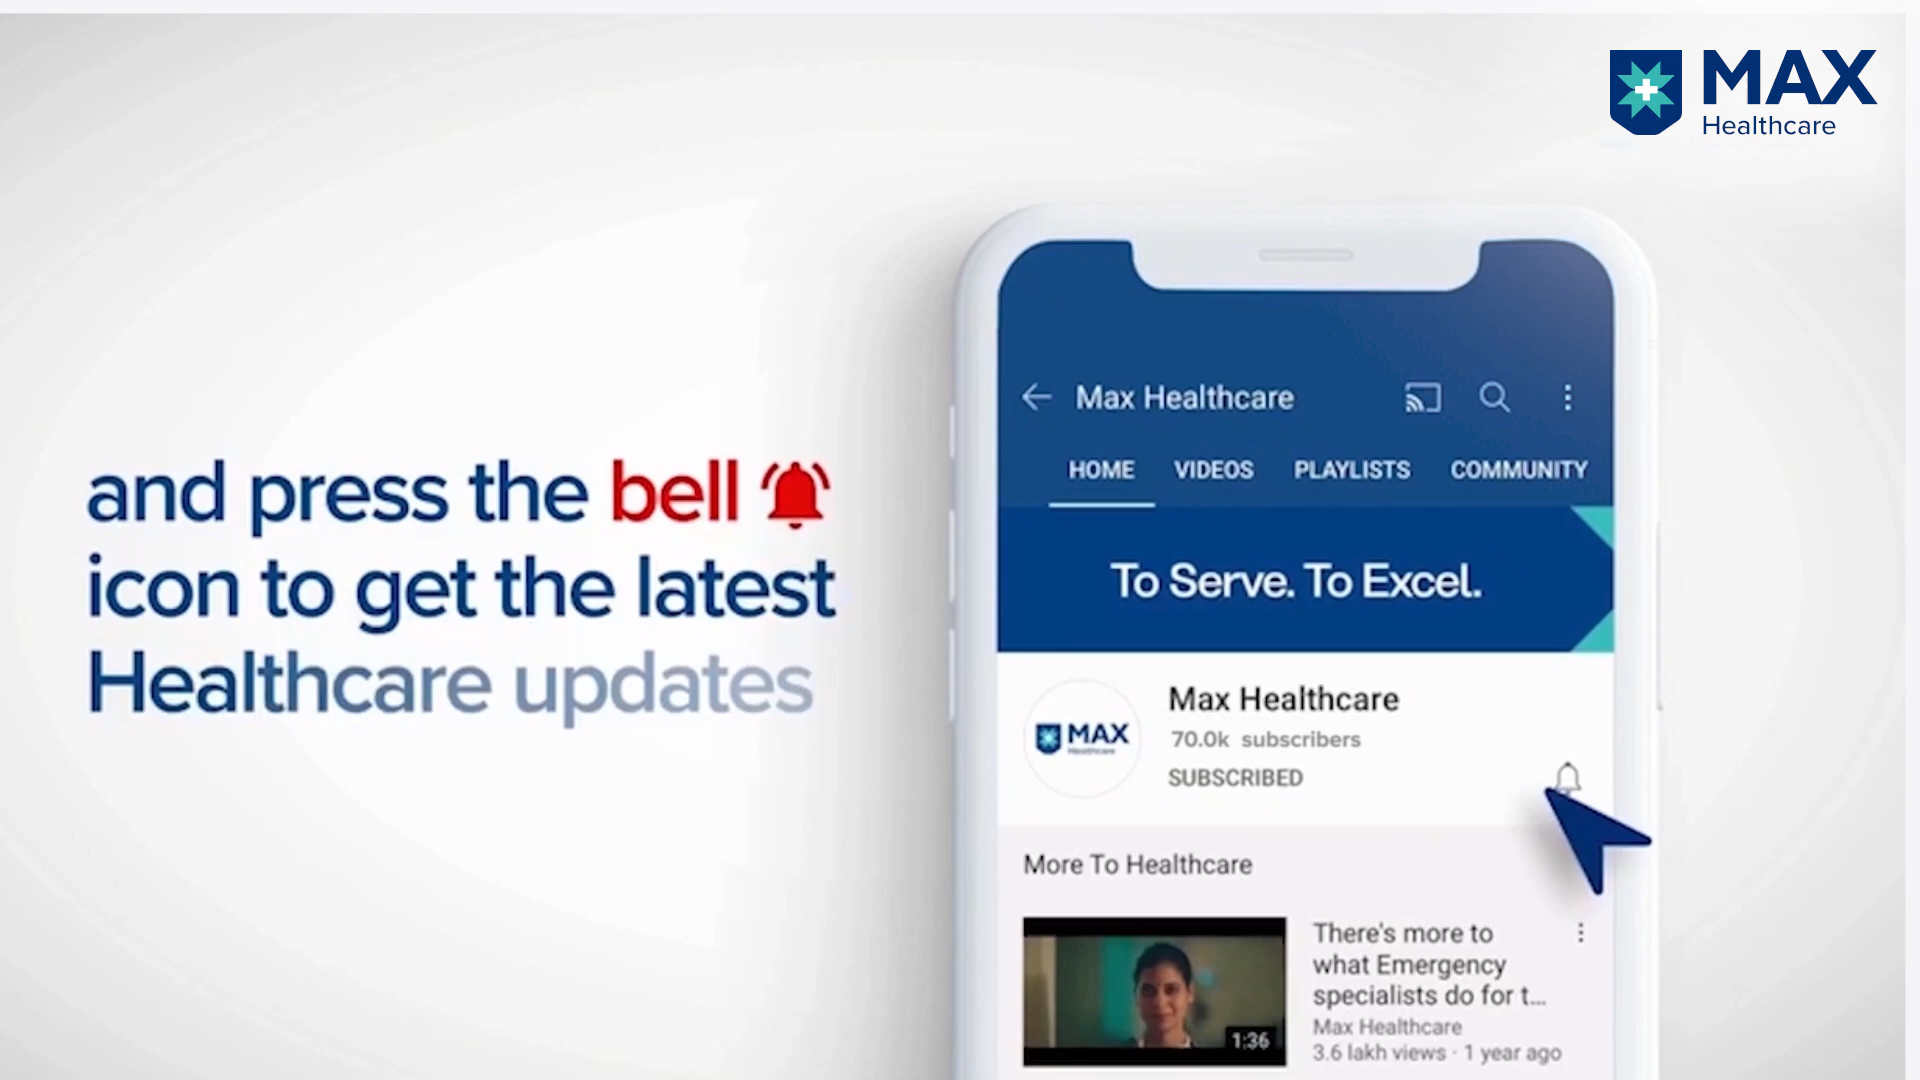 MAX
Healthcare
and press the bell
icon to get the latest
Healthcare updates
Max Healthcare
HOME VIDEOS PLAYLISTS COMMUNITY
To Serve. To Excel.
MAX
Healthcare
Max Healthcare
70.0k subscribers
SUBSCRIBED
More To Healthcare
There's more to
what Emergency
specialists do for t...
Max Healthcare
3.6 lakh views · 1 year ago
1:36